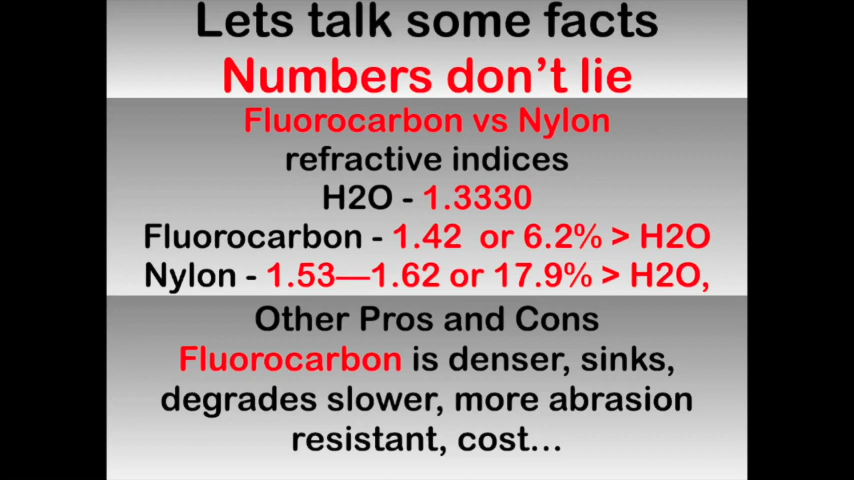 Lets talk some facts
Numbers don’t lie
Fluorocarbon vs Nylon
refractive indices
H2O - 1.3330
Fluorocarbon - 1.42 or 6.2% > H2O
Nylon - 1.53—1.62 or 17.9% > H2O,
Other Pros and Cons
Fluorocarbon is denser, sinks,
degrades slower, more abrasion
resistant, cost...